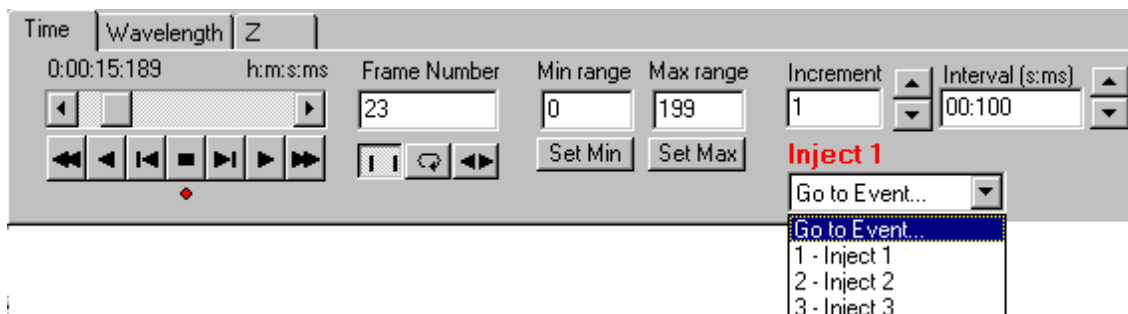 Time Wavelength Z
0:00:15:189 h:m:s:ms Frame Number Min range Max range Increment Interval (s:ms)
23 0 199 1 00:100
Set Min Set Max Inject 1
Go to Event...
Go to Event...
1 - Inject 1
2 - Inject 2
3 - Inject 3